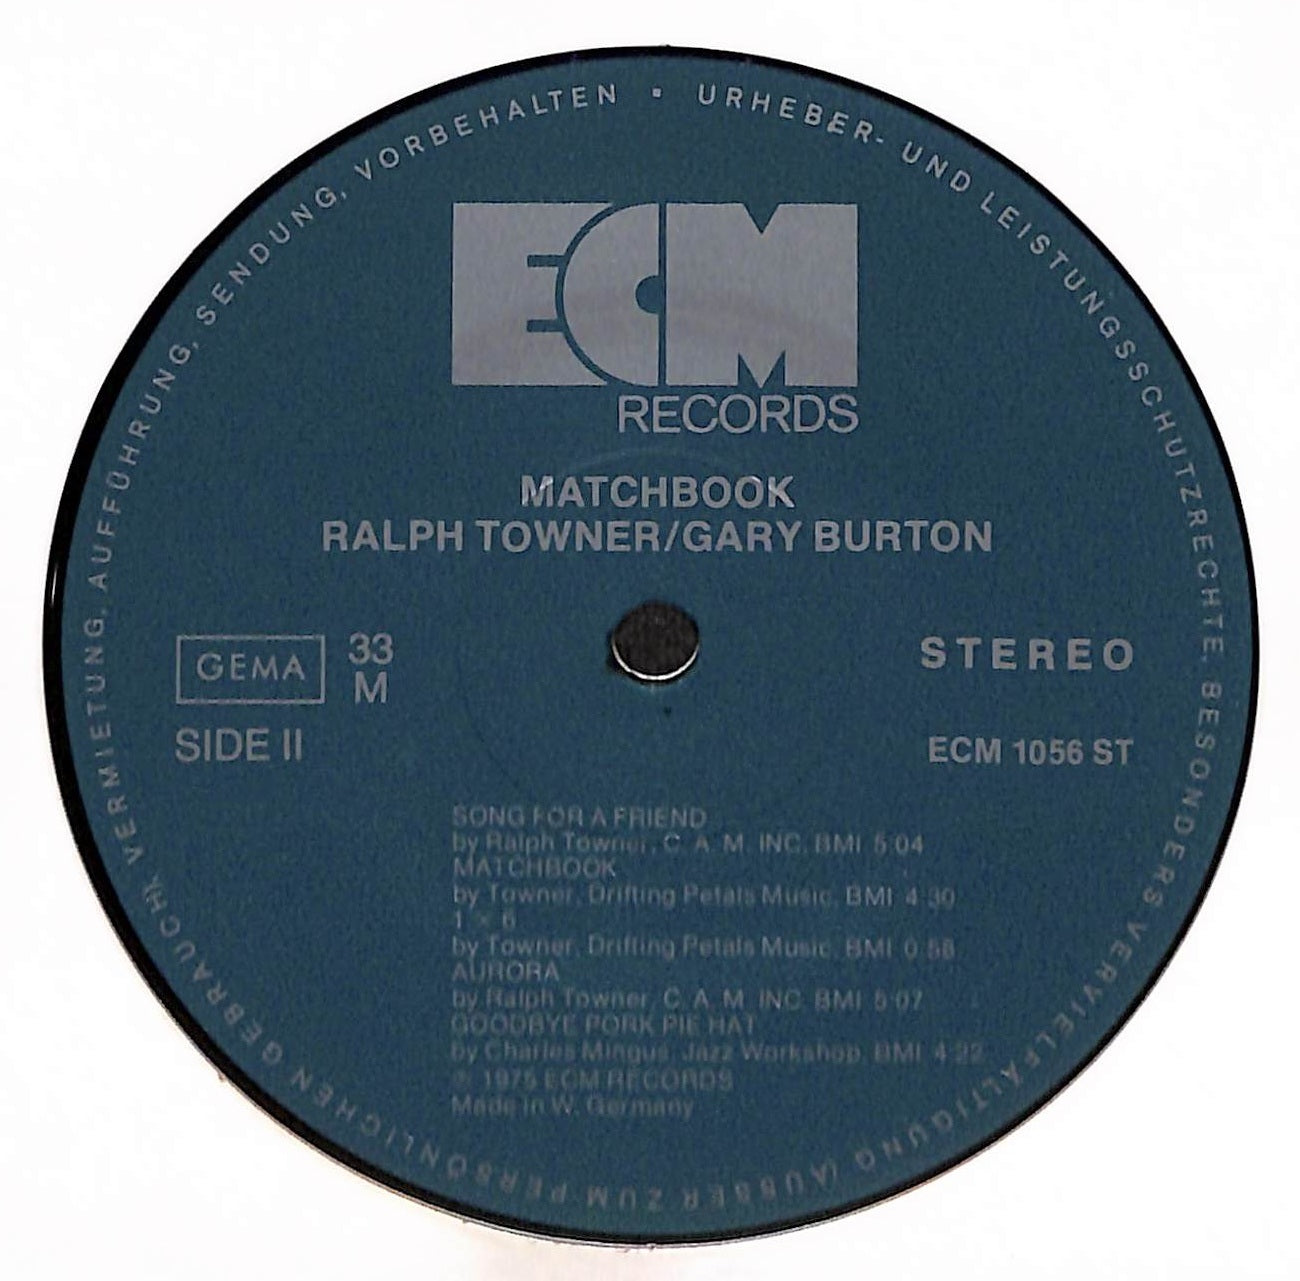 URHEBER- UND LEISTUNGSSCHUTZRECHTE, BESONDERS VERVIELFÄLTIGUNG (AUSSER ZUM PERSÖNLICHEN GEBRAUCH), VERMIETUNG, AUFFÜHRUNG, SENDUNG, VORBEHALTEN •
ECM
RECORDS
MATCHBOOK
RALPH TOWNER/GARY BURTON
GEMA
33
M
STEREO
SIDE II
ECM 1056 ST
SONG FOR A FRIEND
by Ralph Towner, C. A. M. INC. BMI 5:04
MATCHBOOK
by Towner, Drifting Petals Music, BMI 4:30
1 × 6
by Towner, Drifting Petals Music, BMI 0:58
AURORA
by Ralph Towner, C. A. M. INC. BMI 5:07
GOODBYE PORK PIE HAT
by Charles Mingus, Jazz Workshop, BMI 4:22
℗ 1975 ECM RECORDS
Made in W. Germany